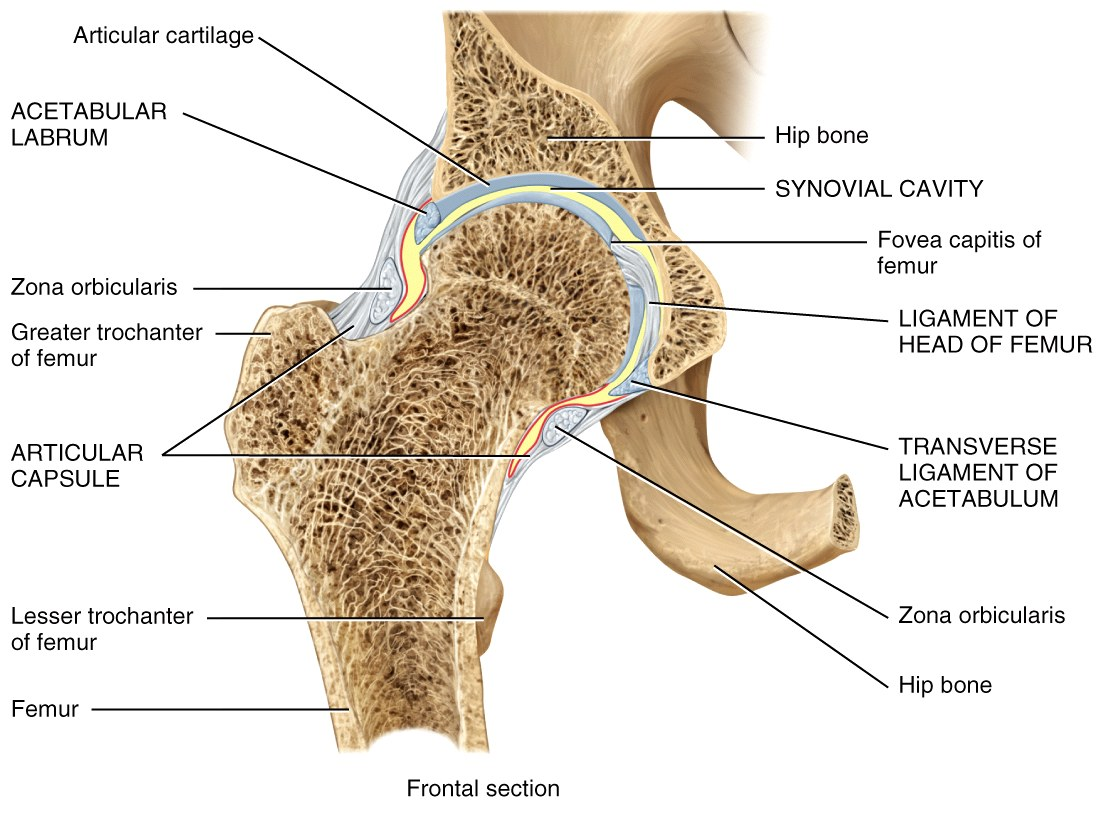 Articular cartilage
ACETABULAR
LABRUM
Zona orbicularis
Greater trochanter
of femur
ARTICULAR
CAPSULE
Lesser trochanter
of femur
Femur
Hip bone
SYNOVIAL CAVITY
Fovea capitis of
femur
LIGAMENT OF
HEAD OF FEMUR
TRANSVERSE
LIGAMENT OF
ACETABULUM
Zona orbicularis
Hip bone
Frontal section